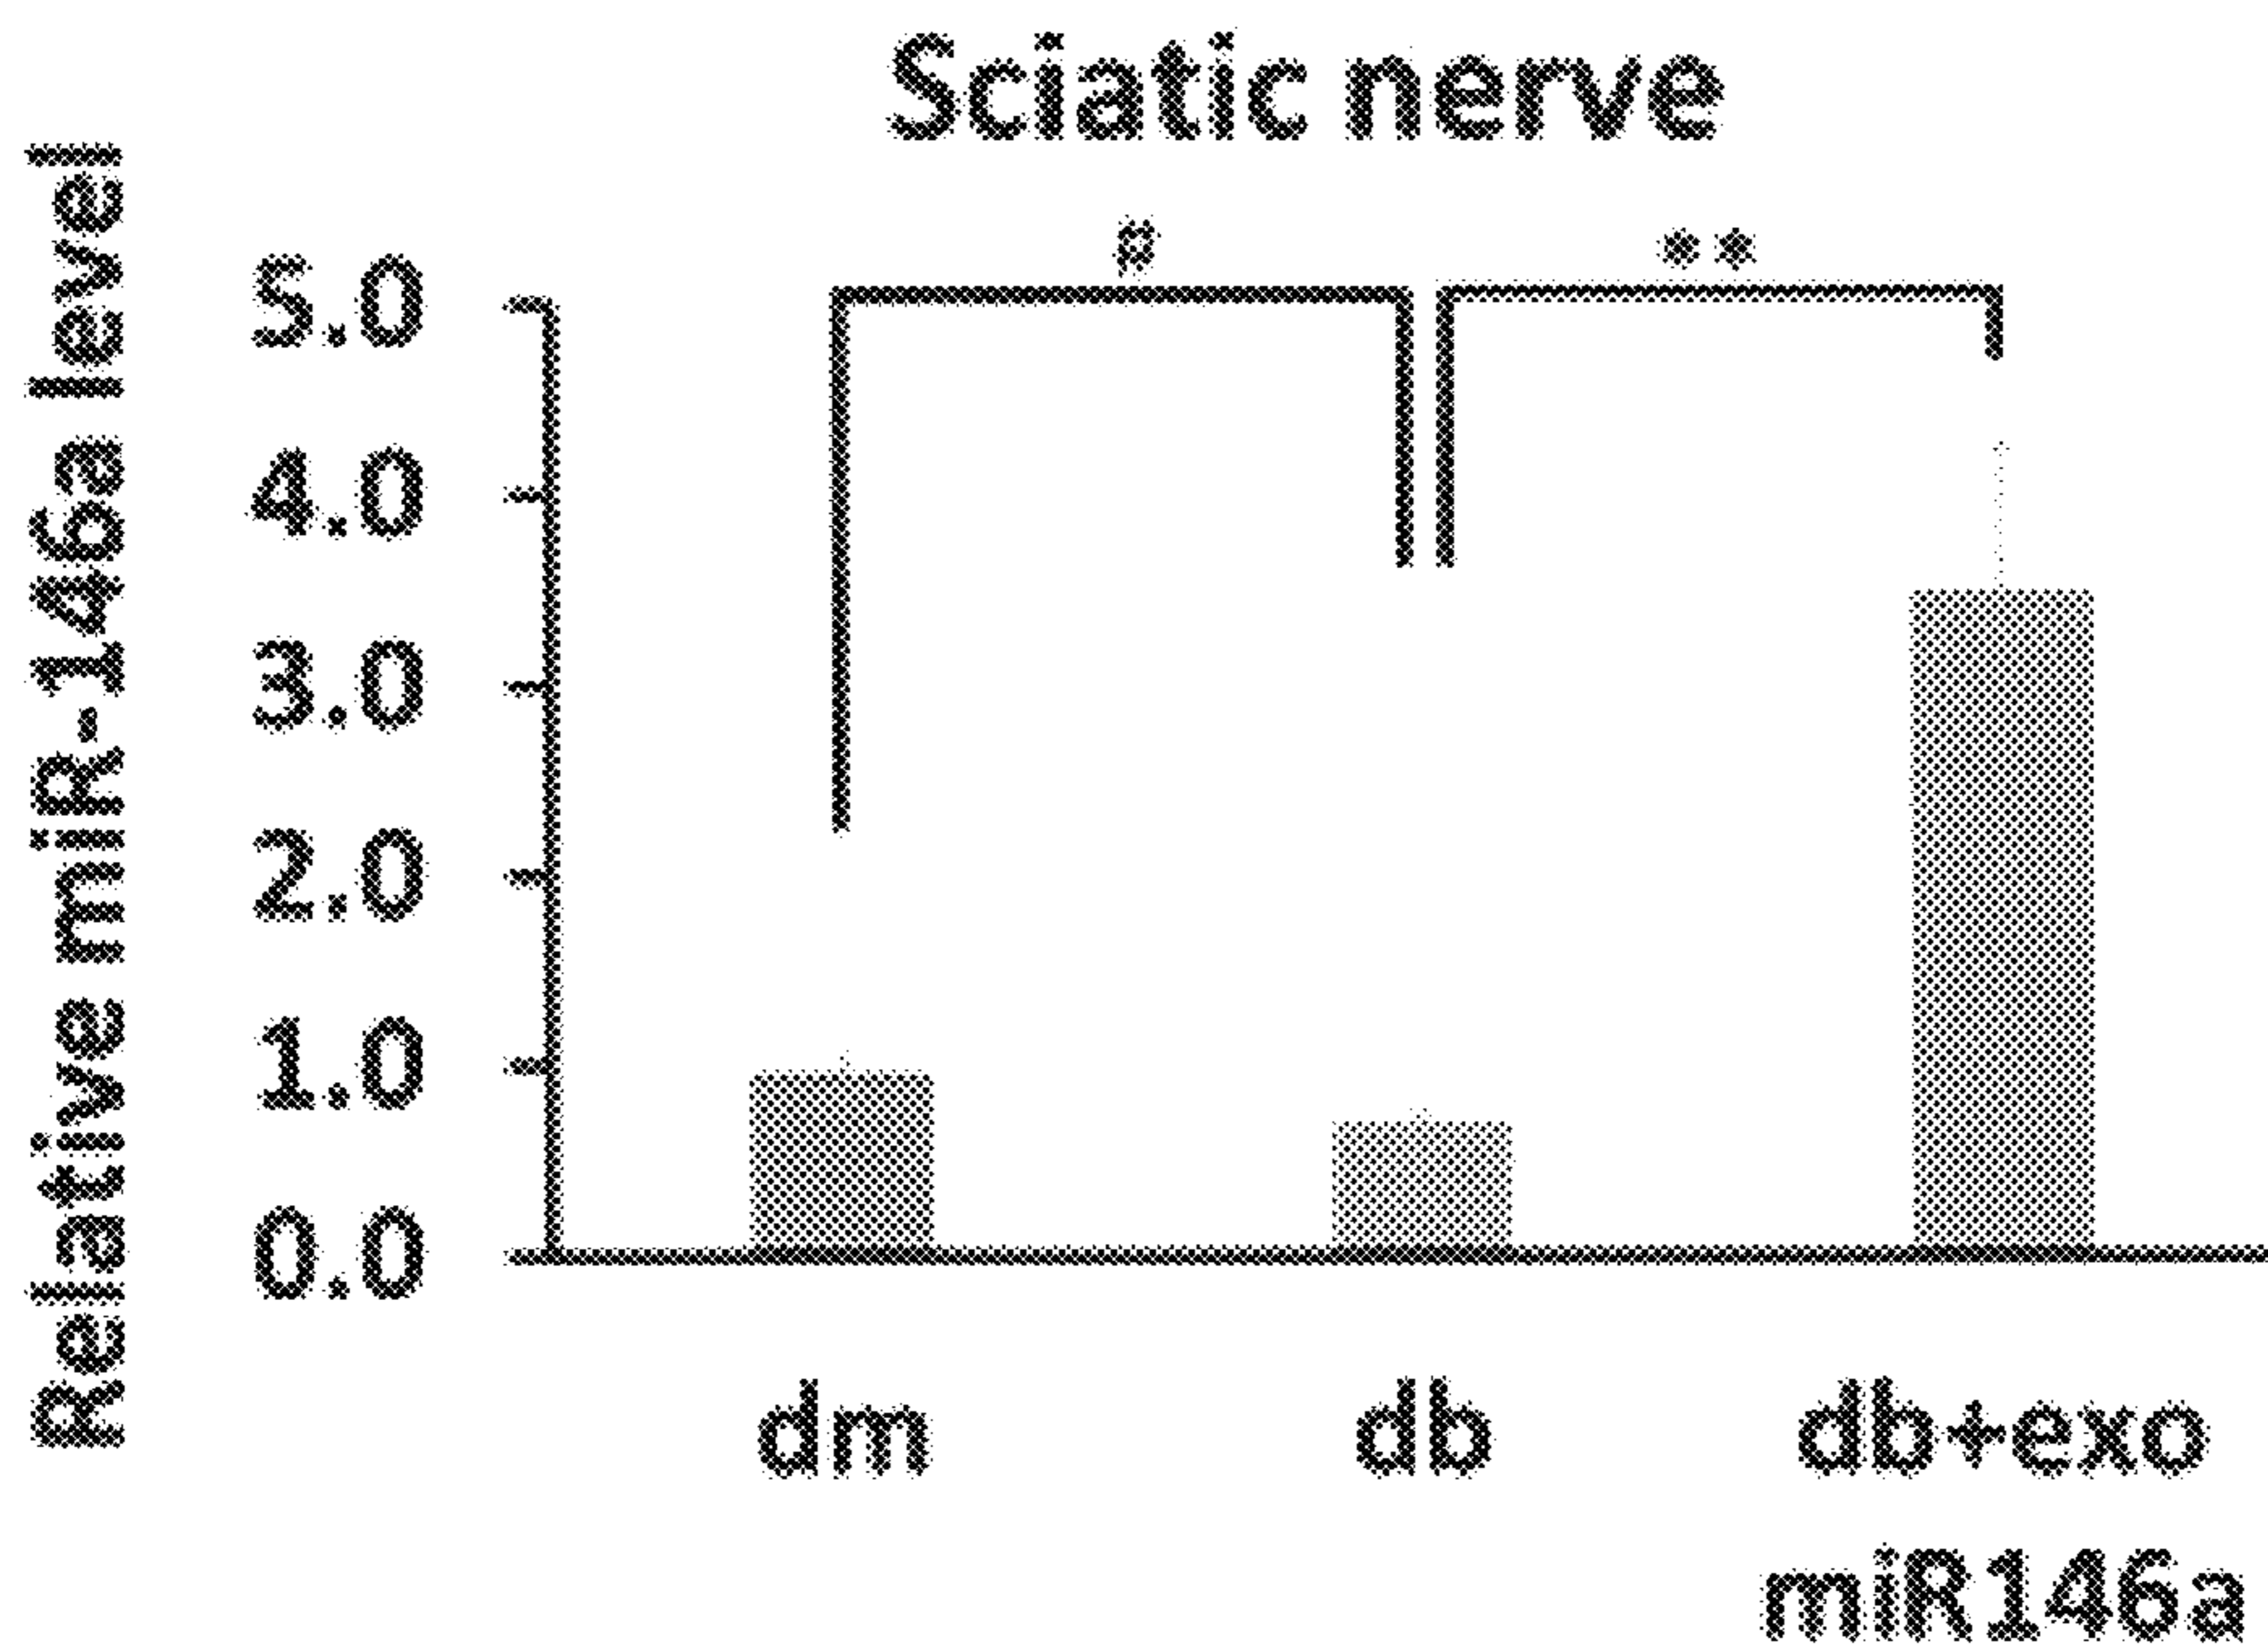 Sciatic nerve
Relative miR-146a level
# **
5.0
4.0
3.0
2.0
1.0
0.0
dm db db+exo
miR146a